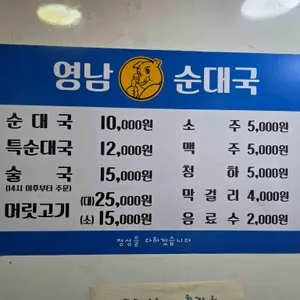 영남 순대국
순대국 10,000원
특순대국 12,000원
술국 15,000원
(14시 이후부터 주문)
머릿고기 (대)25,000원
(소)15,000원
소주 5,000원
맥주 5,000원
청하 5,000원
막걸리 4,000원
음료수 2,000원
정성을 다하겠습니다